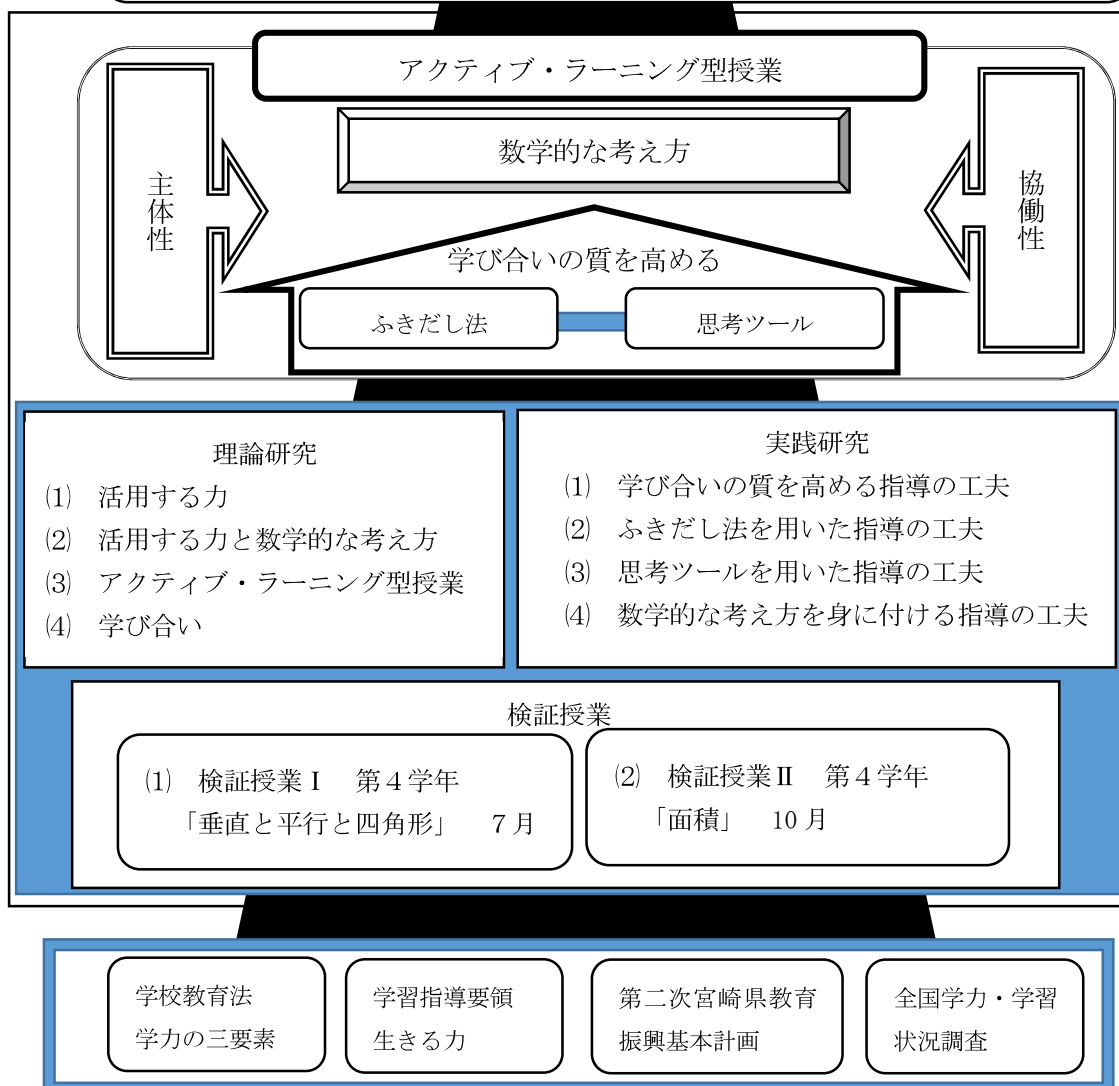 アクティブ・ラーニング型授業
数学的な考え方
主体性
協働性
学び合いの質を高める
ふきだし法
思考ツール
理論研究
⑴ 活用する力
⑵ 活用する力と数学的な考え方
⑶ アクティブ・ラーニング型授業
⑷ 学び合い
実践研究
⑴ 学び合いの質を高める指導の工夫
⑵ ふきだし法を用いた指導の工夫
⑶ 思考ツールを用いた指導の工夫
⑷ 数学的な考え方を身に付ける指導の工夫
検証授業
⑴ 検証授業Ⅰ 第４学年
「垂直と平行と四角形」 ７月
⑵ 検証授業Ⅱ 第４学年
「面積」 10月
学校教育法
学力の三要素
学習指導要領
生きる力
第二次宮崎県教育
振興基本計画
全国学力・学習
状況調査